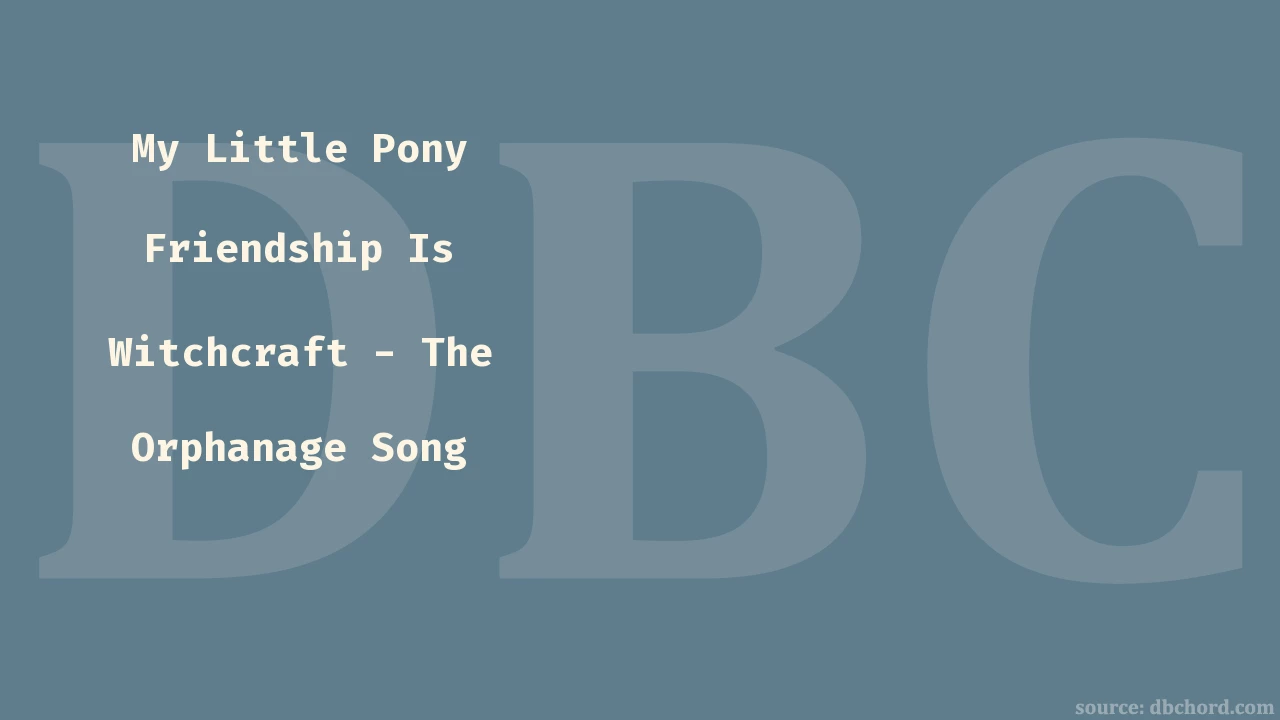 My Little Pony
Friendship Is
Witchcraft - The
Orphanage Song
DBC
source: dbchord.com